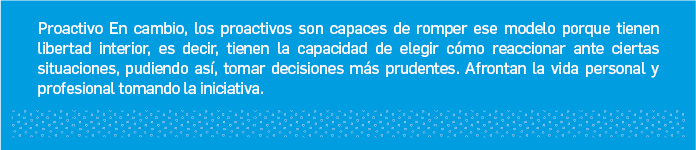 Proactivo En cambio, los proactivos son capaces de romper ese modelo porque tienen
libertad interior, es decir, tienen la capacidad de elegir cómo reaccionar ante ciertas
situaciones, pudiendo así, tomar decisiones más prudentes. Afrontan la vida personal y
profesional tomando la iniciativa.